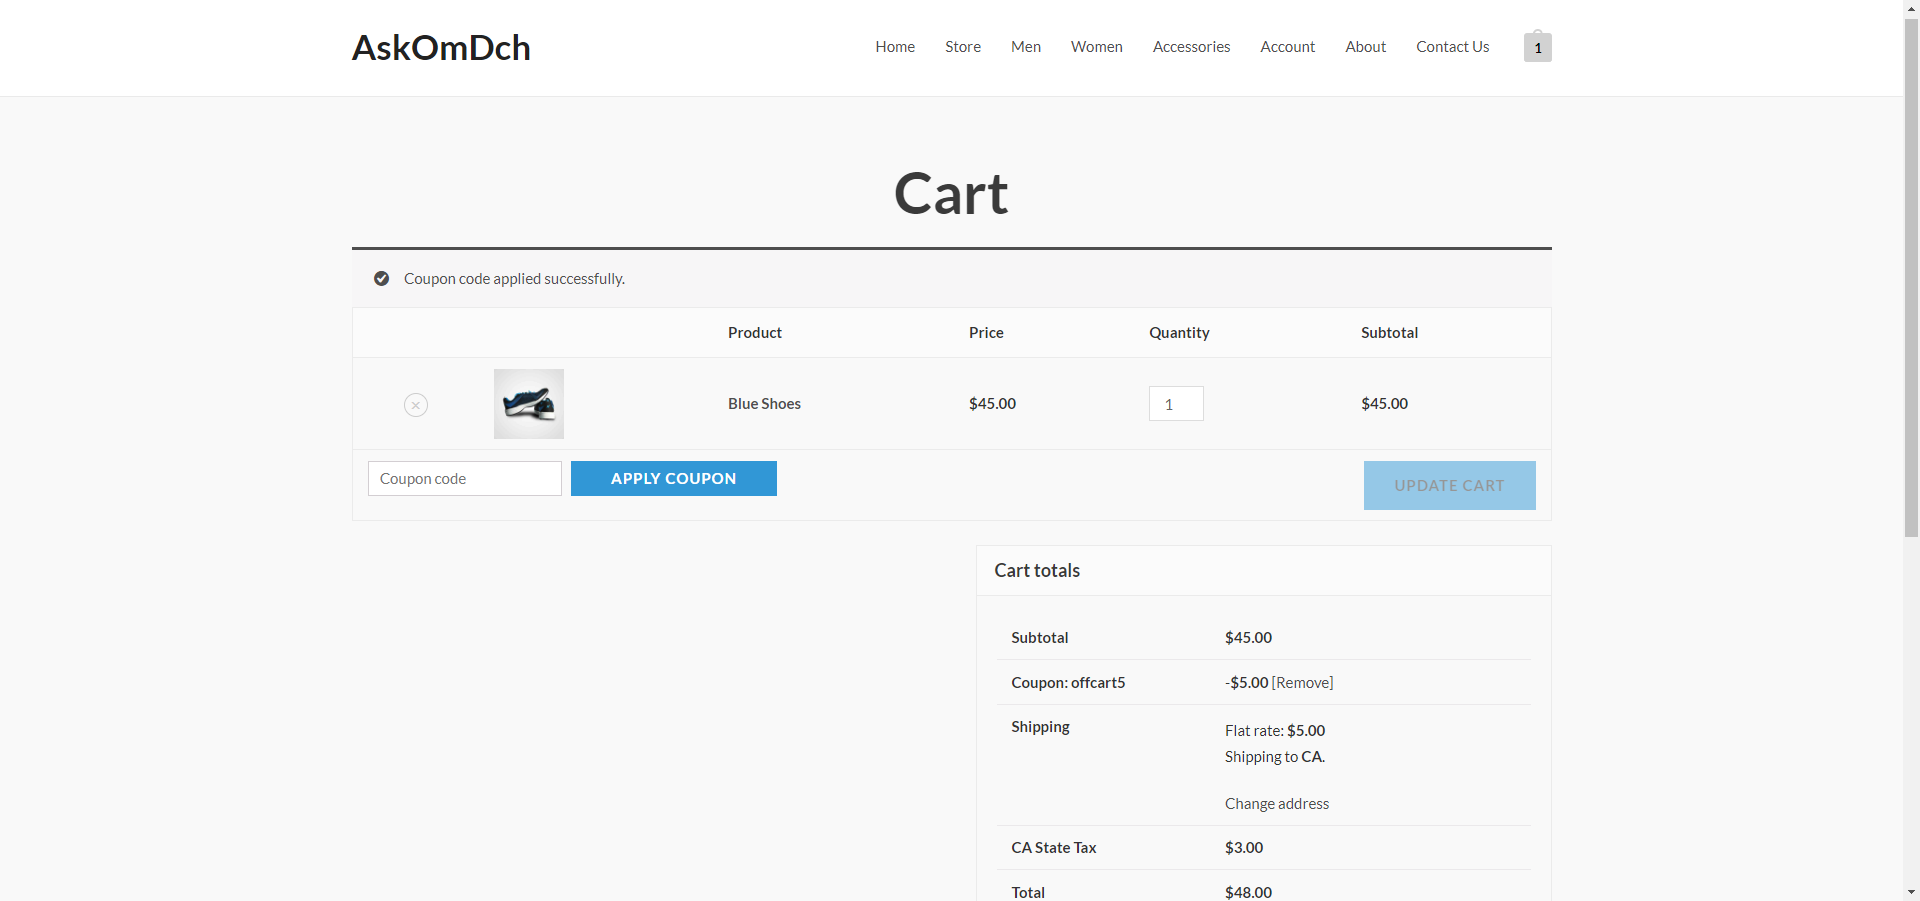 AskOmDch
Home Store Men Women Accessories Account About Contact Us 1
Cart
Coupon code applied successfully.
Product Price Quantity Subtotal
Blue Shoes $45.00 1 $45.00
Coupon code APPLY COUPON UPDATE CART
Cart totals
Subtotal $45.00
Coupon: offcart5 -$5.00 [Remove]
Shipping Flat rate: $5.00
Shipping to CA.
Change address
CA State Tax $3.00
Total $48.00